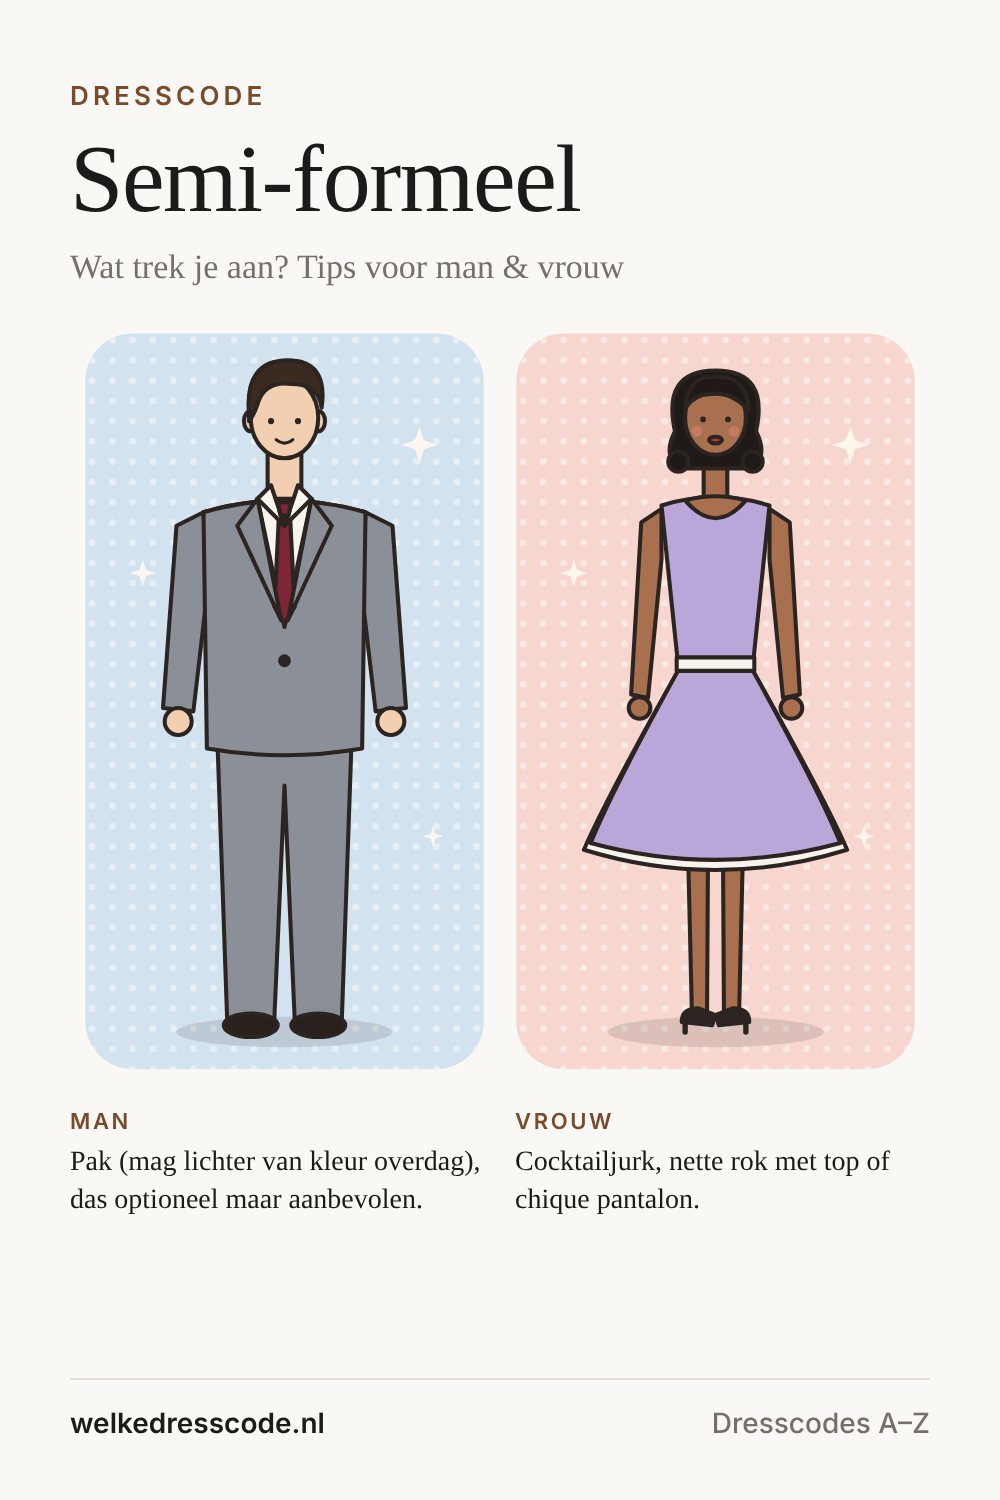 DRESSCODE
Semi-formeel
Wat trek je aan? Tips voor man & vrouw
MAN
Pak (mag lichter van kleur overdag),
das optioneel maar aanbevolen.
VROUW
Cocktailjurk, nette rok met top of
chique pantalon.
welkedresscode.nl
Dresscodes A–Z